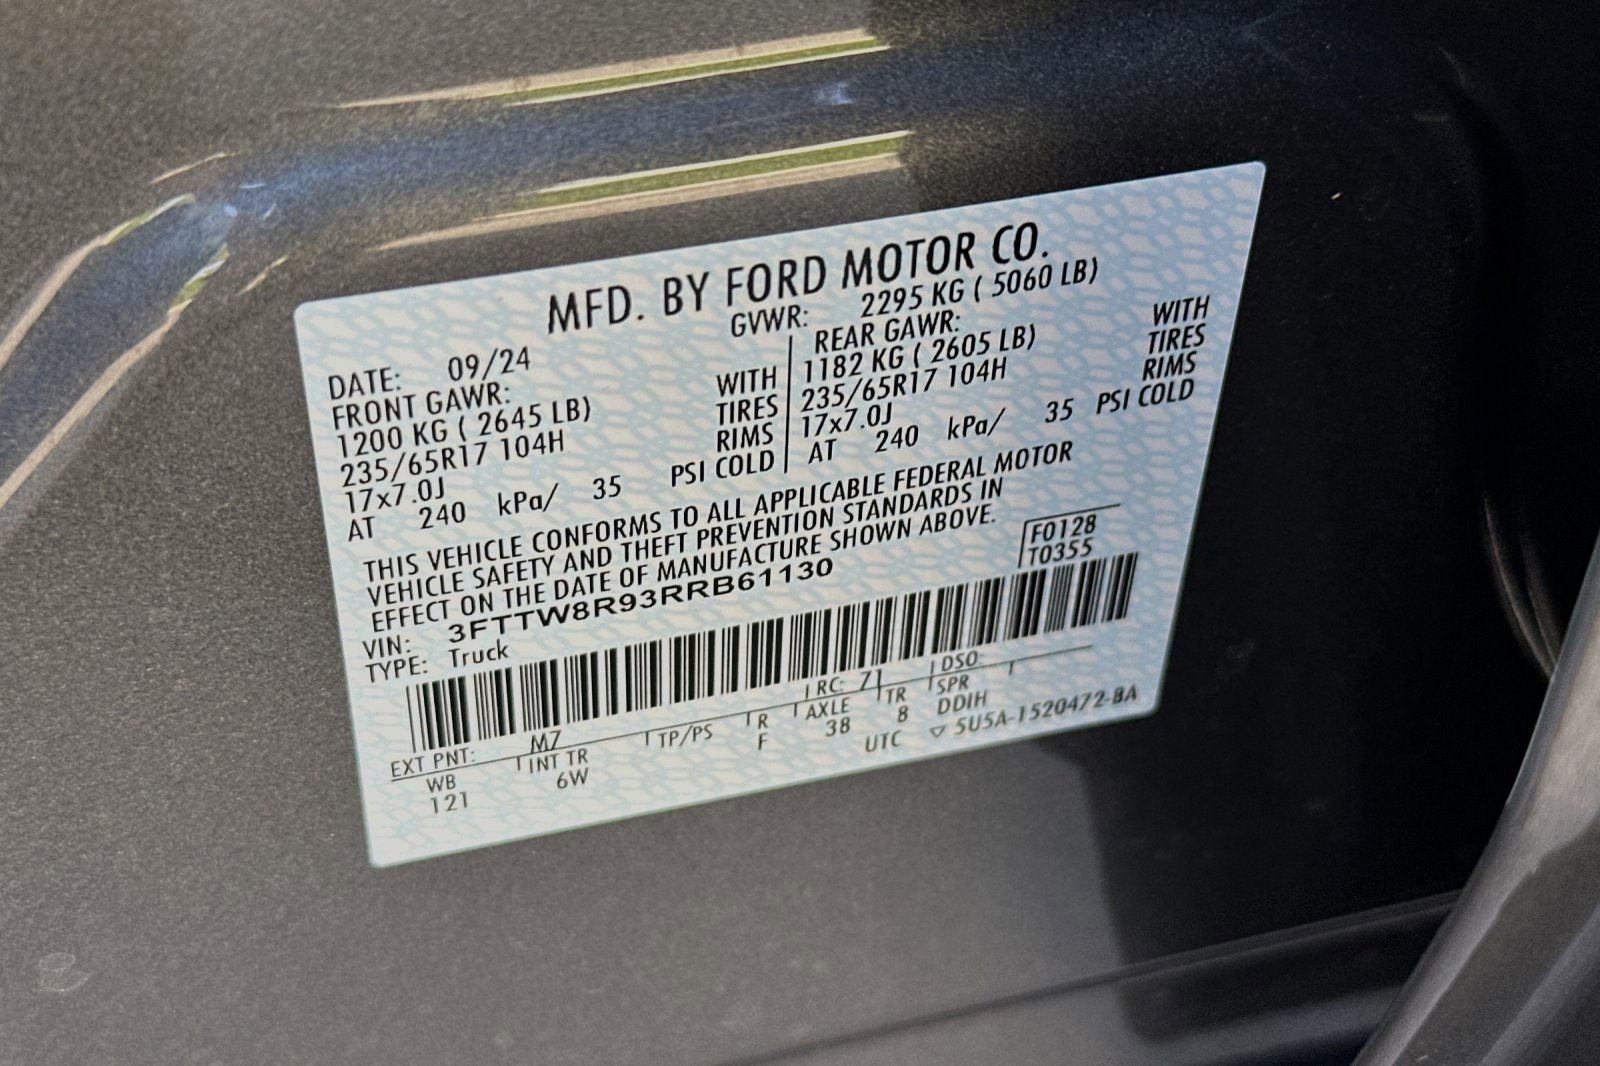 MFD. BY FORD MOTOR CO.
DATE: 09/24 GVWR: 2295 KG ( 5060 LB)
FRONT GAWR: REAR GAWR:
1200 KG ( 2645 LB) WITH 1182 KG ( 2605 LB) WITH
235/65R17 104H TIRES 235/65R17 104H TIRES
17x7.0J RIMS 17x7.0J RIMS
AT 240 kPa/ 35 PSI COLD AT 240 kPa/ 35 PSI COLD
THIS VEHICLE CONFORMS TO ALL APPLICABLE FEDERAL MOTOR
VEHICLE SAFETY AND THEFT PREVENTION STANDARDS IN
EFFECT ON THE DATE OF MANUFACTURE SHOWN ABOVE.
F0128
T0355
VIN: 3FTTW8R93RRB61130
TYPE: Truck
EXT PNT: M7 RC: 71 DSO:
WB INT TR TP/PS R AXLE TR SPR
121 6W F 38 8 DDIH
UTC ▽ 5U5A-1520472-BA